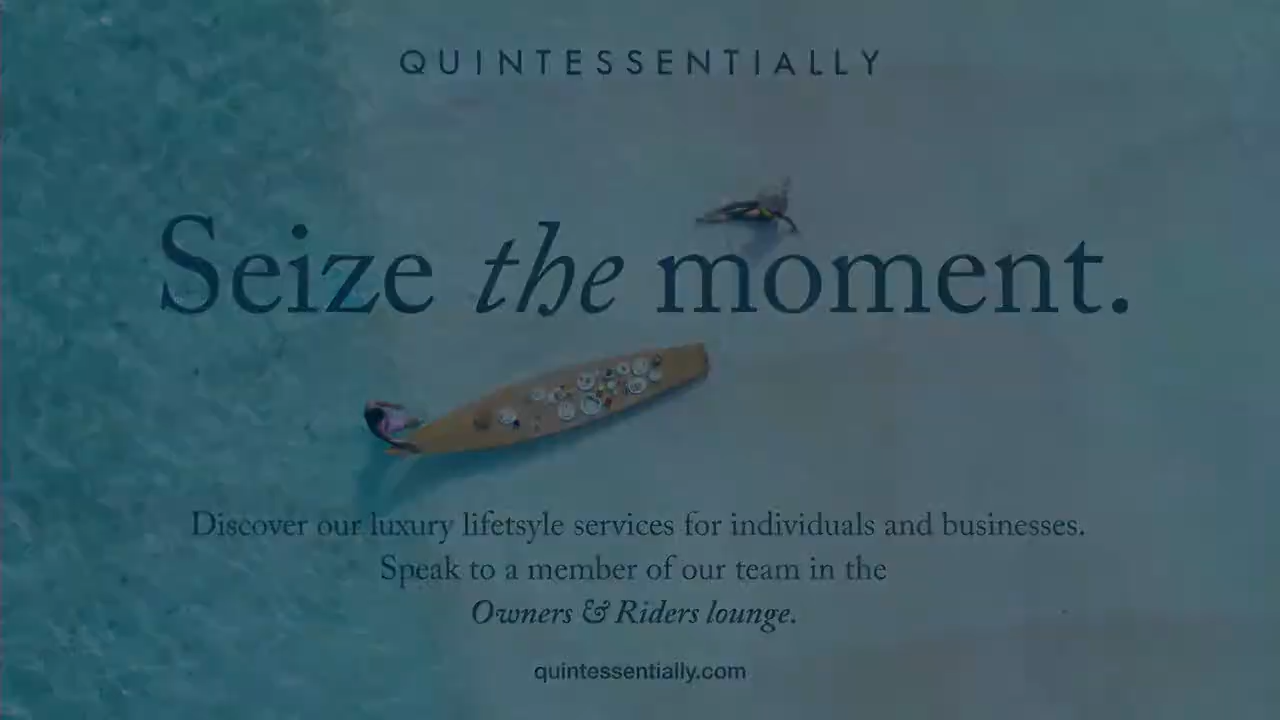 QUINTESSENTIALLY
Seize the moment.
Discover our luxury lifetsyle services for individuals and businesses.
Speak to a member of our team in the
Owners & Riders lounge.
quintessentially.com